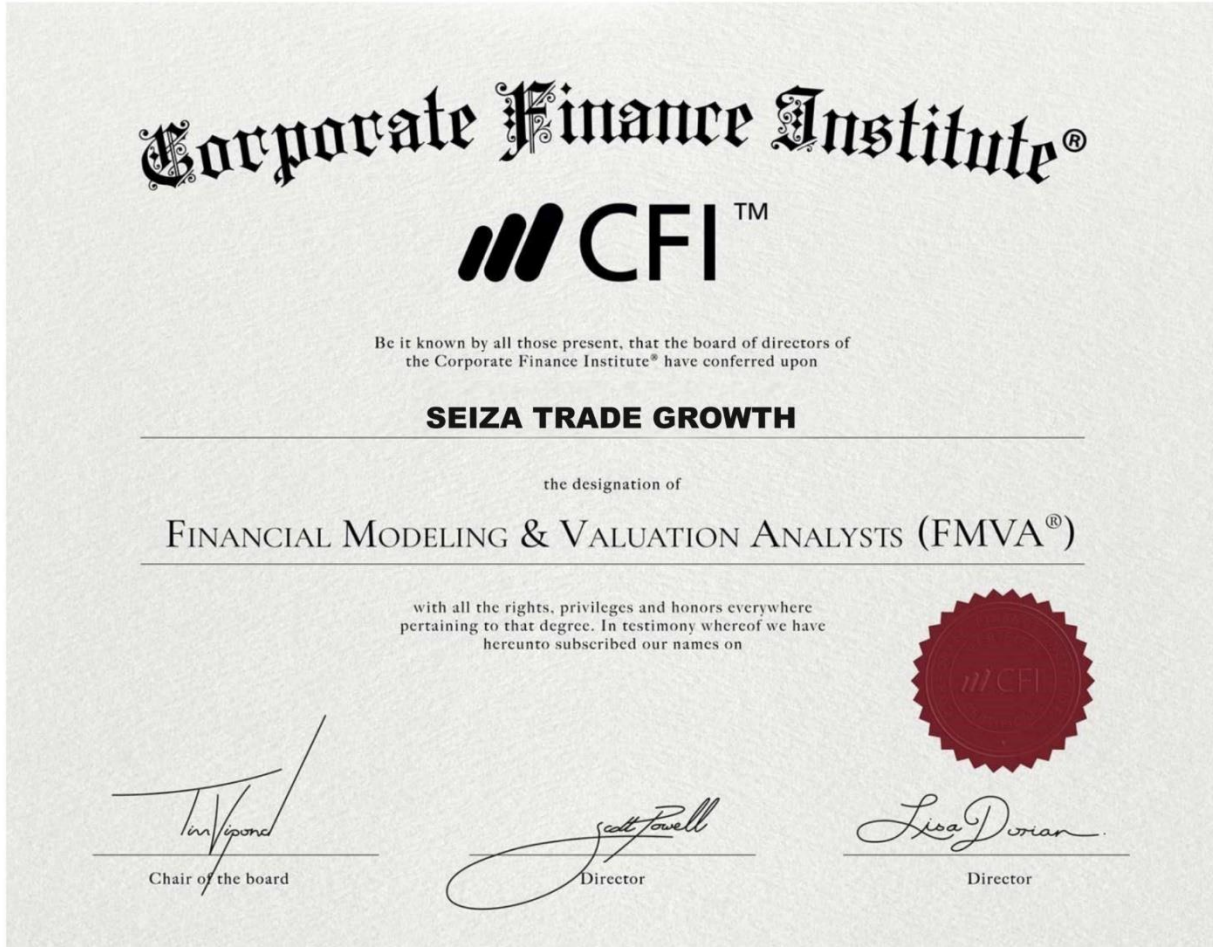 Corporate Finance Institute®
CFI™
Be it known by all those present, that the board of directors of
the Corporate Finance Institute® have conferred upon
SEIZA TRADE GROWTH
the designation of
FINANCIAL MODELING & VALUATION ANALYSTS (FMVA®)
with all the rights, privileges and honors everywhere
pertaining to that degree. In testimony whereof we have
hereunto subscribed our names on
CFI
Tim Vipond
Scott Powell
Lisa Dorian
Chair of the board
Director
Director